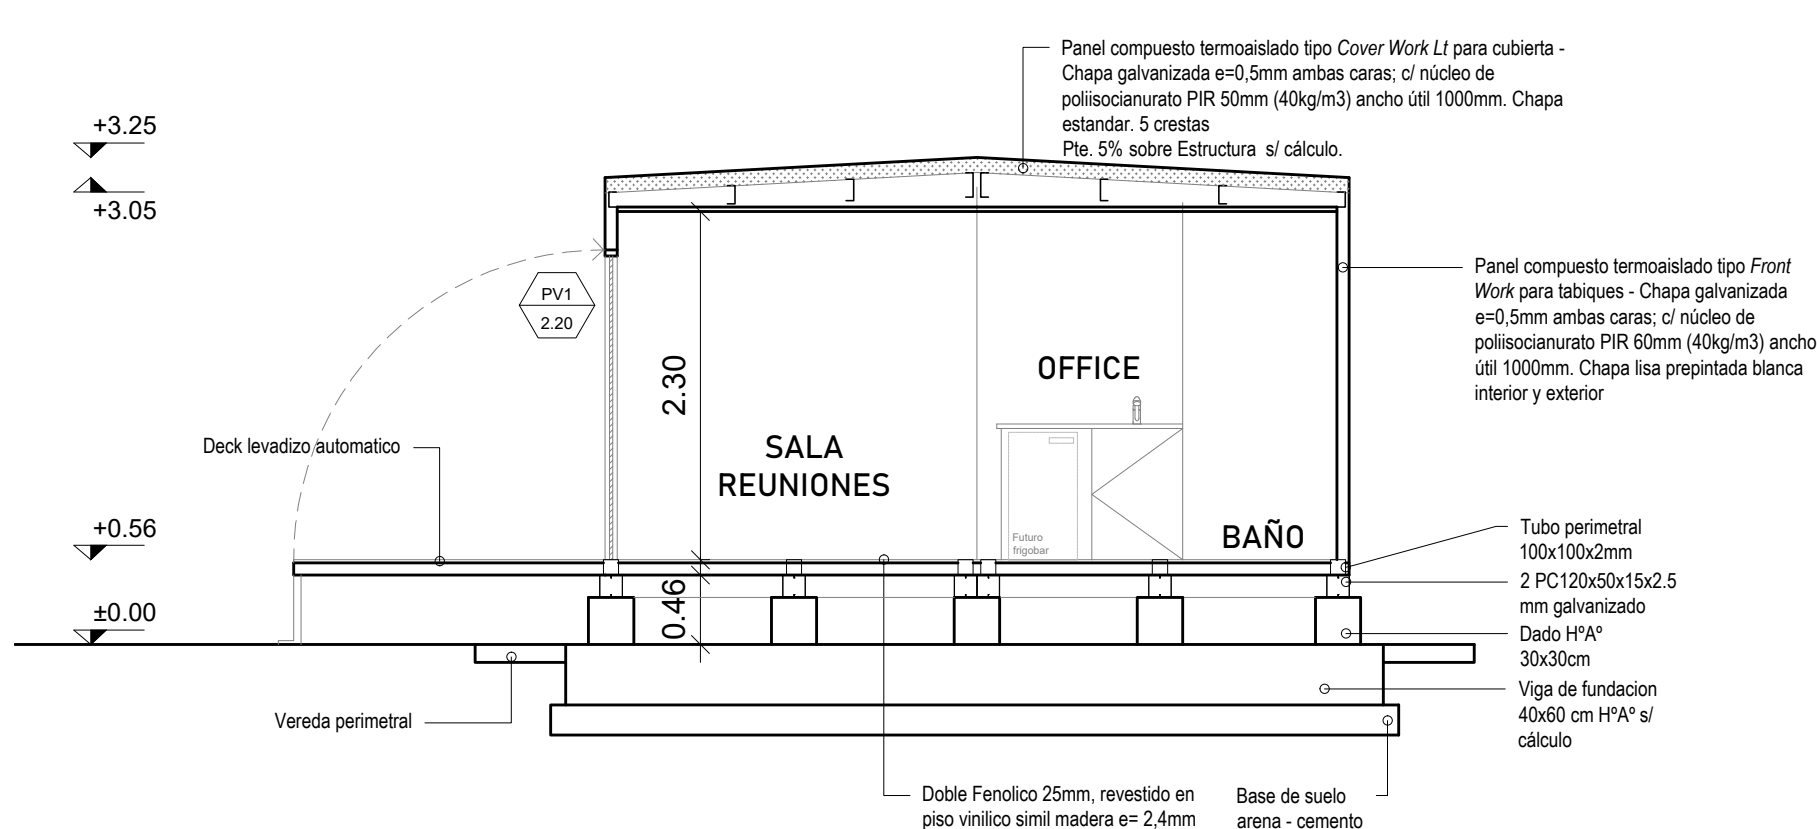 Panel compuesto termoaislado tipo Cover Work Lt para cubierta -
Chapa galvanizada e=0,5mm ambas caras; c/ núcleo de
poliisocianurato PIR 50mm (40kg/m3) ancho útil 1000mm. Chapa
estandar. 5 crestas
Pte. 5% sobre Estructura s/ cálculo.
+3.25
+3.05
Panel compuesto termoaislado tipo Front
Work para tabiques - Chapa galvanizada
e=0,5mm ambas caras; c/ núcleo de
poliisocianurato PIR 60mm (40kg/m3) ancho
útil 1000mm. Chapa lisa prepintada blanca
interior y exterior
PV1
2.20
2.30
OFFICE
Deck levadizo automatico
SALA
REUNIONES
Futuro
frigobar
BAÑO
+0.56
±0.00
0.46
Tubo perimetral
100x100x2mm
2 PC120x50x15x2.5
mm galvanizado
Dado HºAº
30x30cm
Viga de fundacion
40x60 cm HºAº s/
cálculo
Vereda perimetral
Doble Fenolico 25mm, revestido en
piso vinilico simil madera e= 2,4mm
Base de suelo
arena - cemento